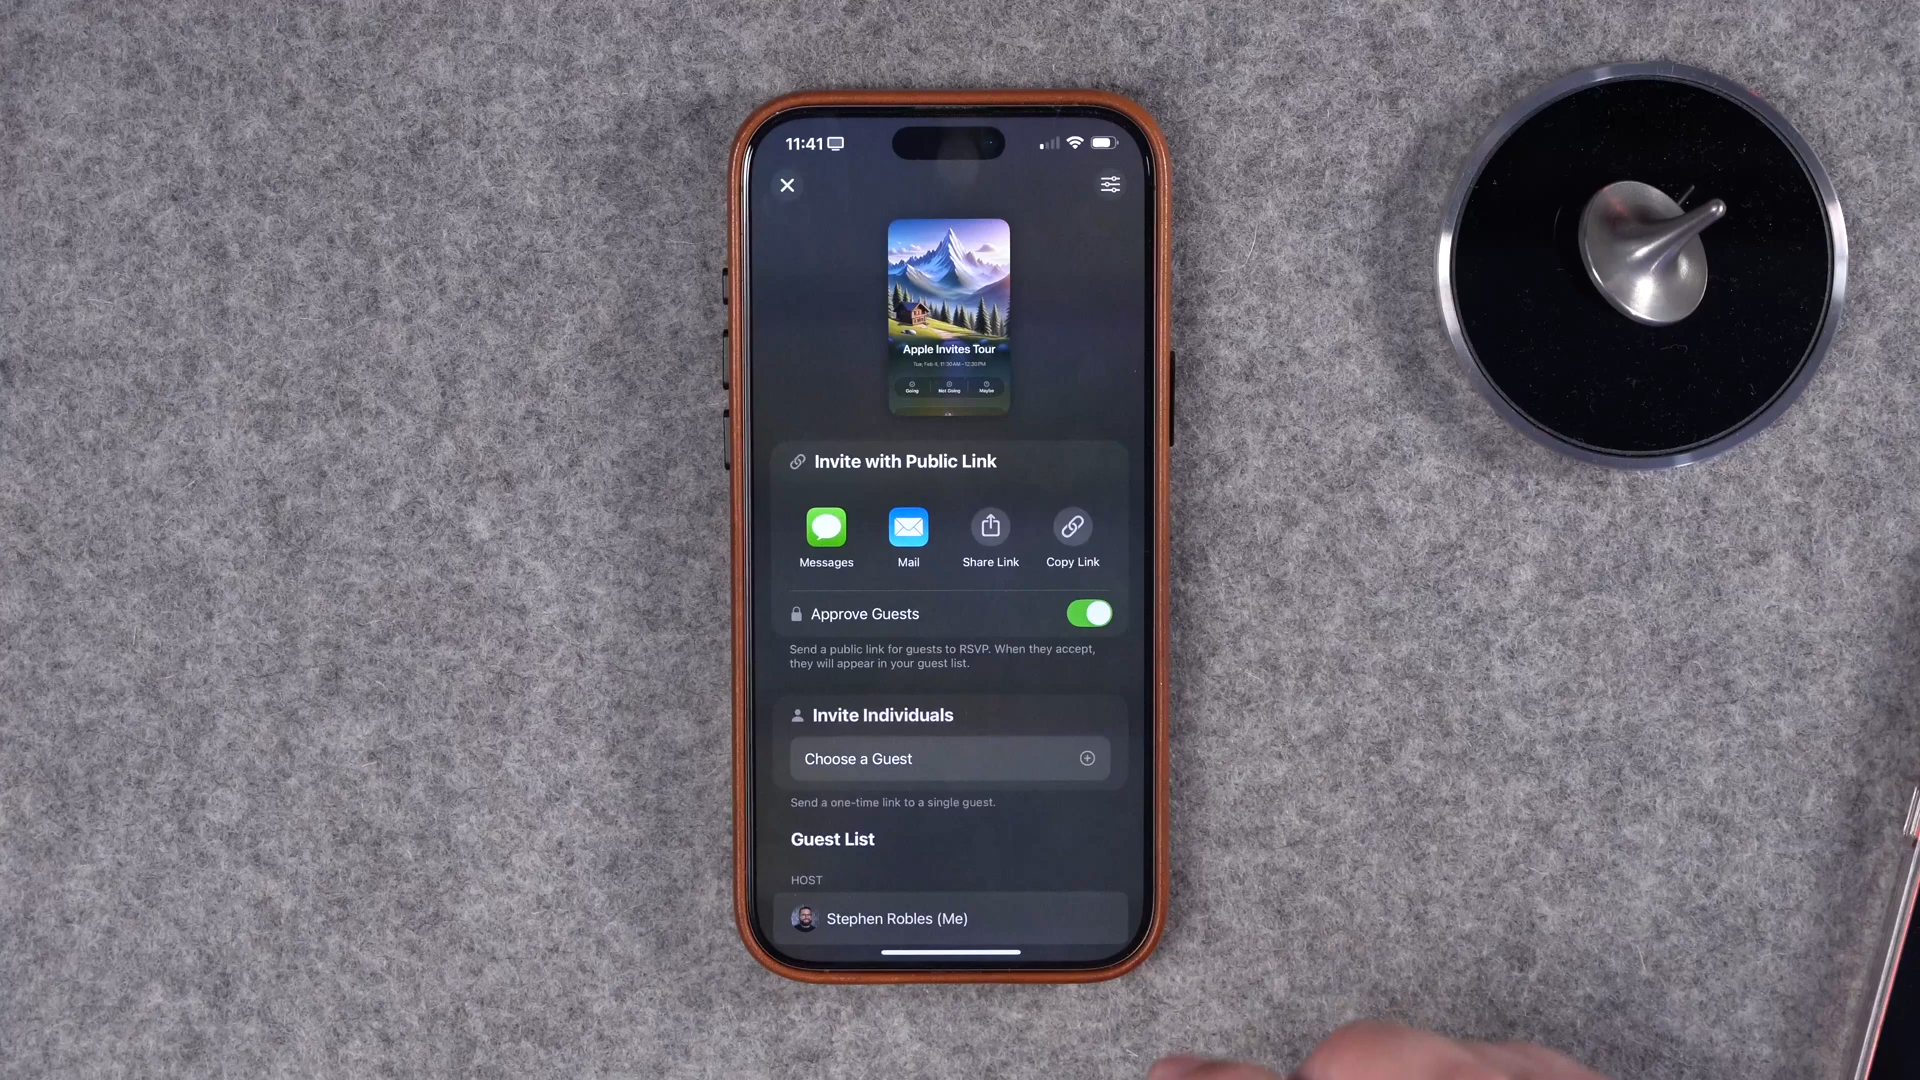 11:41
Apple Invites Tour
Tue, Feb 4, 11:30 AM – 12:30 PM
Going Not Going Maybe
Invite with Public Link
Messages Mail Share Link Copy Link
Approve Guests
Send a public link for guests to RSVP. When they accept,
they will appear in your guest list.
Invite Individuals
Choose a Guest
Send a one-time link to a single guest.
Guest List
HOST
Stephen Robles (Me)